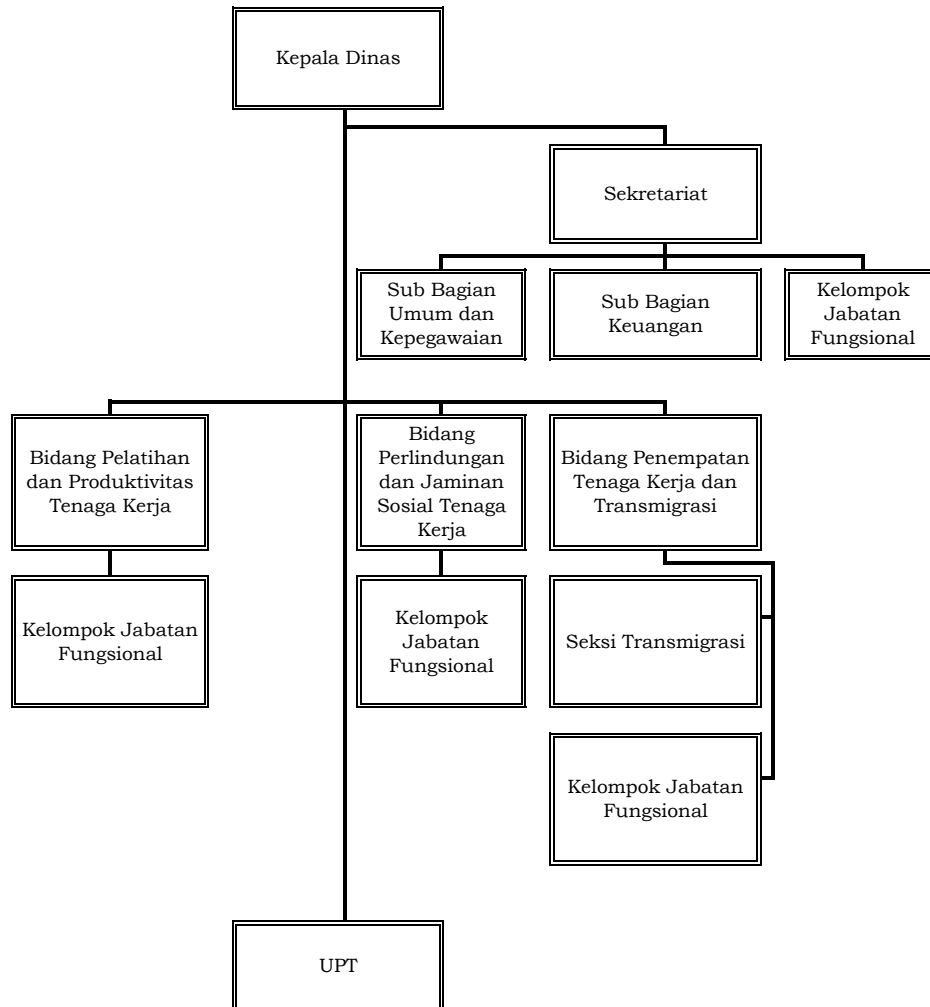 Kepala Dinas
Sekretariat
Sub Bagian
Umum dan
Kepegawaian
Sub Bagian
Keuangan
Kelompok
Jabatan
Fungsional
Bidang Pelatihan
dan Produktivitas
Tenaga Kerja
Bidang
Perlindungan
dan Jaminan
Sosial Tenaga
Kerja
Bidang Penempatan
Tenaga Kerja dan
Transmigrasi
Kelompok Jabatan
Fungsional
Kelompok
Jabatan
Fungsional
Seksi Transmigrasi
Kelompok Jabatan
Fungsional
UPT